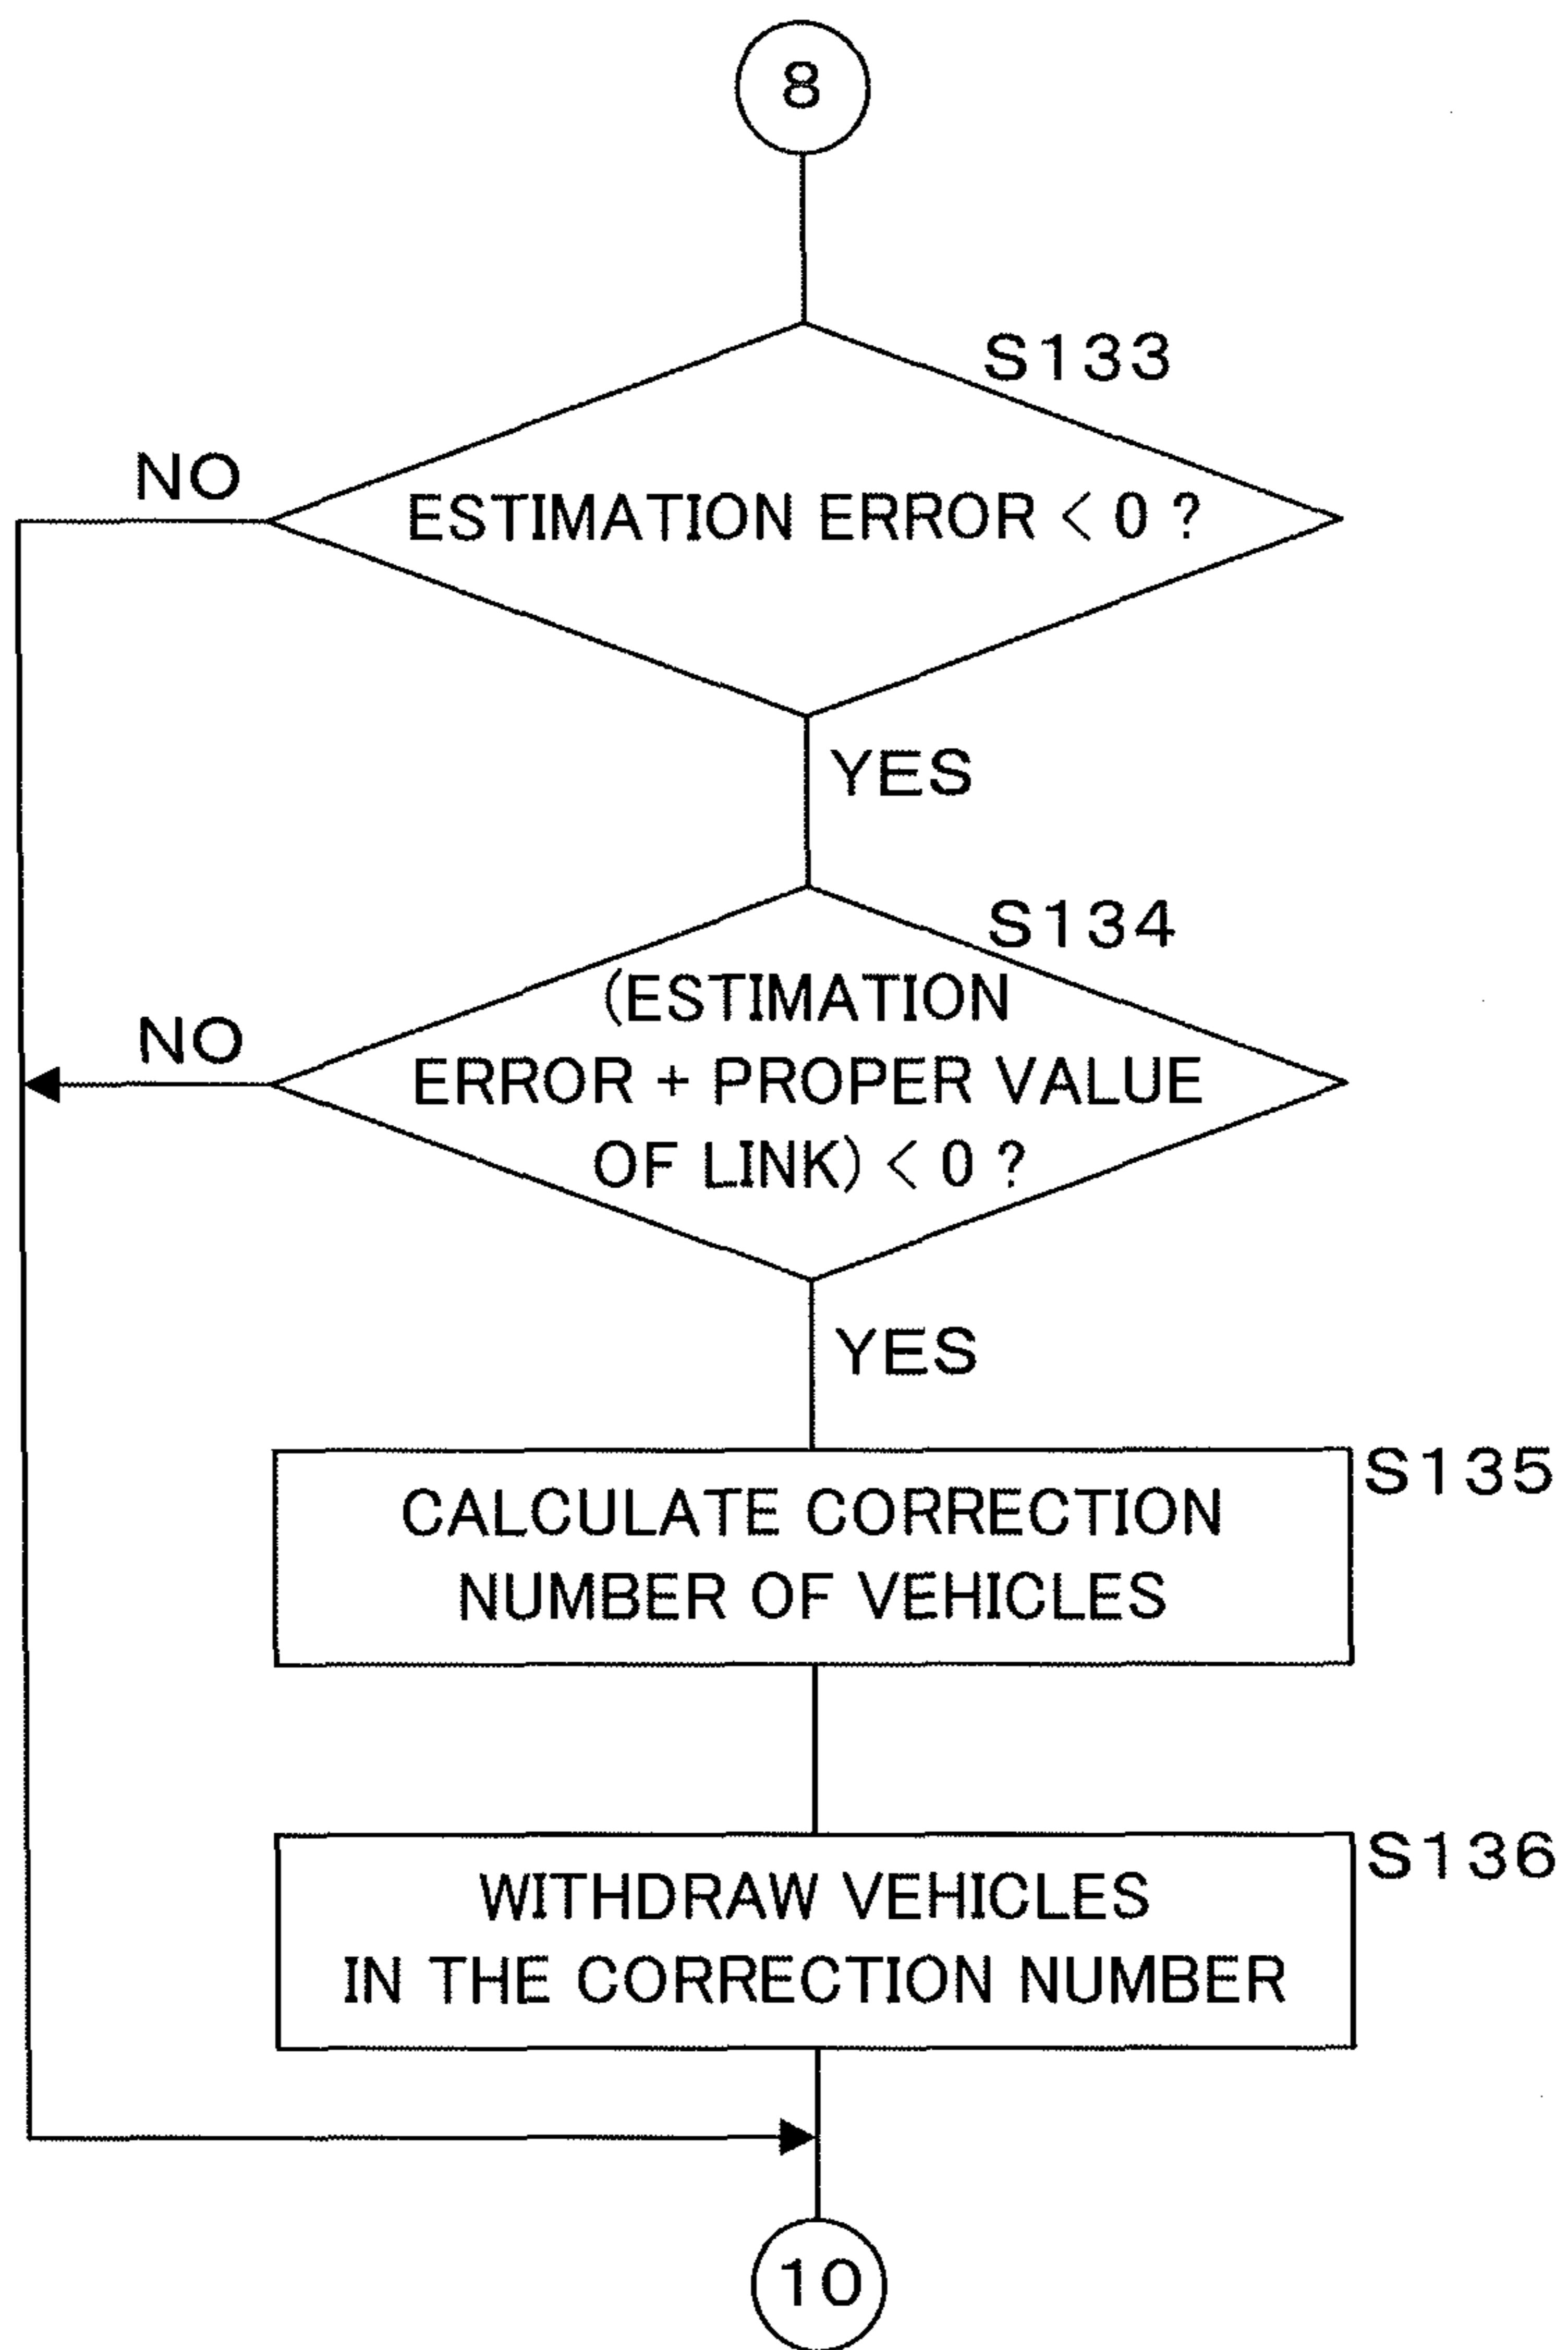 8
S133
NO
ESTIMATION ERROR < 0 ?
YES
S134
(ESTIMATION
NO
ERROR + PROPER VALUE
OF LINK) < 0 ?
YES
S135
CALCULATE CORRECTION
NUMBER OF VEHICLES
S136
WITHDRAW VEHICLES
IN THE CORRECTION NUMBER
10